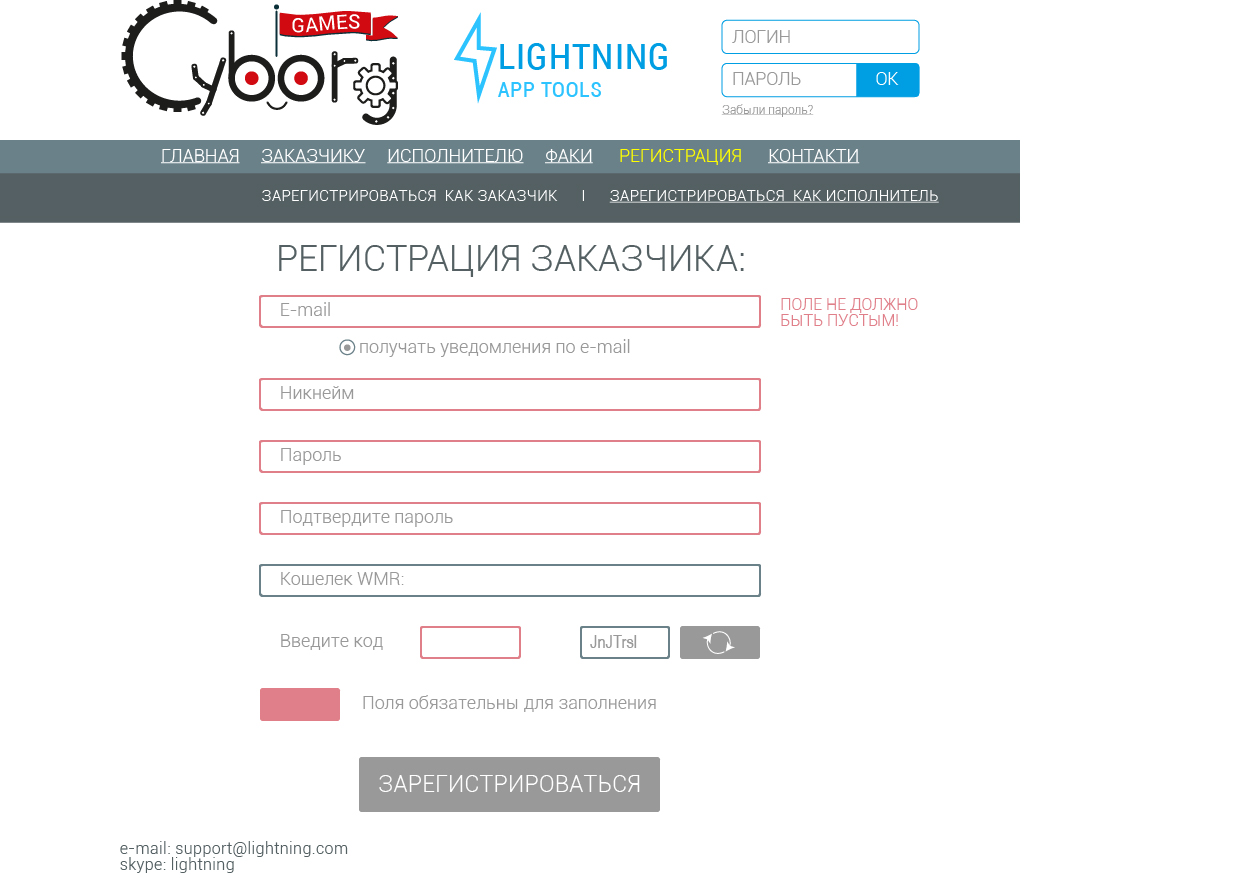 Cyborg
GAMES
LIGHTNING
APP TOOLS
ЛОГИН
ПАРОЛЬ OK
Забыли пароль?
ГЛАВНАЯ ЗАКАЗЧИКУ ИСПОЛНИТЕЛЮ ФАКИ РЕГИСТРАЦИЯ КОНТАКТИ
ЗАРЕГИСТРИРОВАТЬСЯ КАК ЗАКАЗЧИК I ЗАРЕГИСТРИРОВАТЬСЯ КАК ИСПОЛНИТЕЛЬ
РЕГИСТРАЦИЯ ЗАКАЗЧИКА:
E-mail
ПОЛЕ НЕ ДОЛЖНО
БЫТЬ ПУСТЫМ!
получать уведомления по e-mail
Никнейм
Пароль
Подтвердите пароль
Кошелек WMR:
Введите код JnJTrsl
Поля обязательны для заполнения
ЗАРЕГИСТРИРОВАТЬСЯ
e-mail: support@lightning.com
skype: lightning